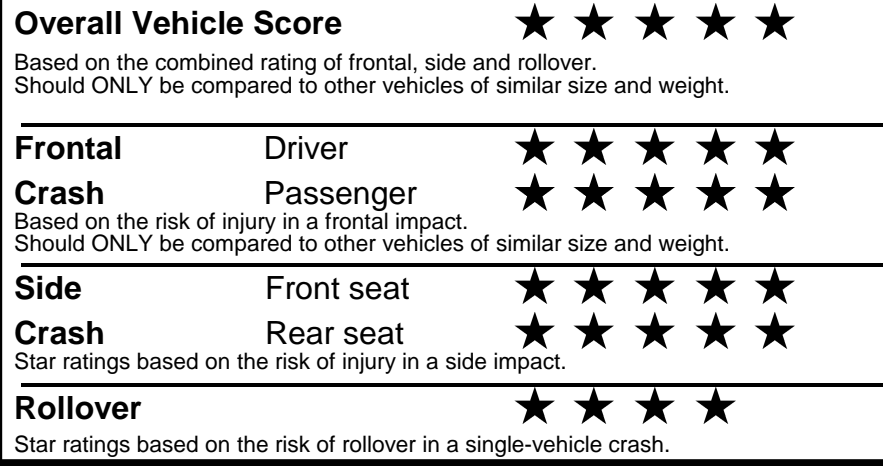 Overall Vehicle Score ★ ★ ★ ★ ★
Based on the combined rating of frontal, side and rollover.
Should ONLY be compared to other vehicles of similar size and weight.
Frontal Driver ★ ★ ★ ★ ★
Crash Passenger ★ ★ ★ ★ ★
Based on the risk of injury in a frontal impact.
Should ONLY be compared to other vehicles of similar size and weight.
Side Front seat ★ ★ ★ ★ ★
Crash Rear seat ★ ★ ★ ★ ★
Star ratings based on the risk of injury in a side impact.
Rollover ★ ★ ★ ★
Star ratings based on the risk of rollover in a single-vehicle crash.